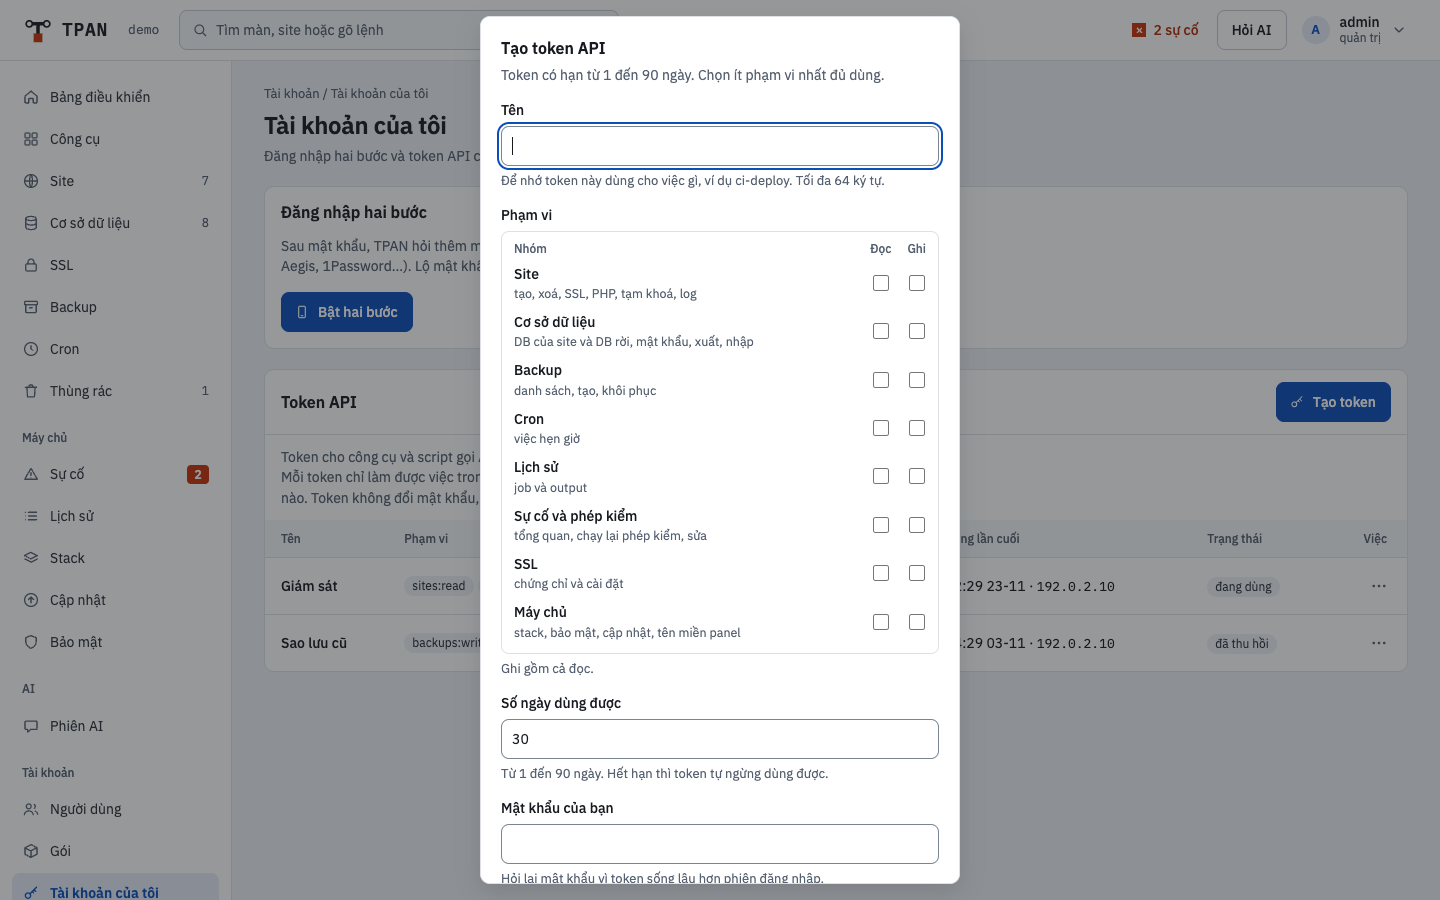 TPAN
demo
Tìm màn, site hoặc gõ lệnh
2 sự cố
Hỏi AI
A
admin
quản trị
Bảng điều khiển
Công cụ
Site
7
Cơ sở dữ liệu
8
SSL
Backup
Cron
Thùng rác
1
Máy chủ
Sự cố
2
Lịch sử
Stack
Cập nhật
Bảo mật
AI
Phiên AI
Tài khoản
Người dùng
Gói
Tài khoản của tôi
Tài khoản / Tài khoản của tôi
Tài khoản của tôi
Đăng nhập hai bước và token API
Đăng nhập hai bước
Sau mật khẩu, TPAN hỏi thêm
Aegis, 1Password...). Lộ mật
Bật hai bước
Token API
Tạo token
Token cho công cụ và script gọi
Mỗi token chỉ làm được việc
nào. Token không đổi mật khẩu,
Tên
Phạm vi
lần cuối
Trạng thái
Việc
Giám sát
sites:read
:29 23-11 · 192.0.2.10
đang dùng
Sao lưu cũ
:29 03-11 · 192.0.2.10
đã thu hồi
Tạo token API
Token có hạn từ 1 đến 90 ngày. Chọn ít phạm vi nhất đủ dùng.
Tên
Để nhớ token này dùng cho việc gì, ví dụ ci-deploy. Tối đa 64 ký tự.
Phạm vi
Nhóm
Đọc
Ghi
Site
tạo, xoá, SSL, PHP, tạm khoá, log
Cơ sở dữ liệu
DB của site và DB rời, mật khẩu, xuất, nhập
Backup
danh sách, tạo, khôi phục
Cron
việc hẹn giờ
Lịch sử
job và output
Sự cố và phép kiểm
tổng quan, chạy lại phép kiểm, sửa
SSL
chứng chỉ và cài đặt
Máy chủ
stack, bảo mật, cập nhật, tên miền panel
Ghi gồm cả đọc.
Số ngày dùng được
30
Từ 1 đến 90 ngày. Hết hạn thì token tự ngừng dùng được.
Mật khẩu của bạn
Hỏi lại mật khẩu vì token sống lâu hơn phiên đăng nhập.